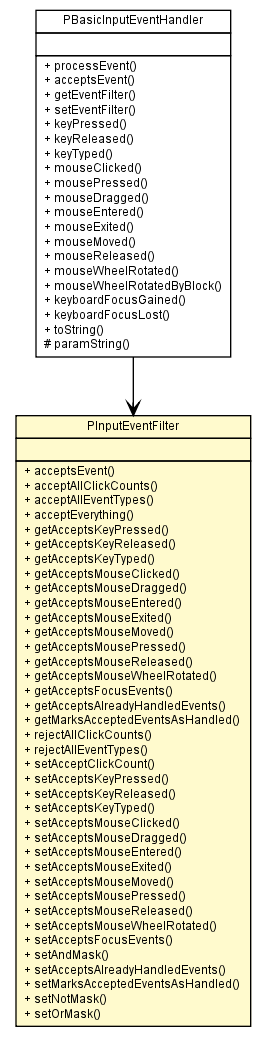 PBasicInputEventHandler
+ processEvent()
+ acceptsEvent()
+ getEventFilter()
+ setEventFilter()
+ keyPressed()
+ keyReleased()
+ keyTyped()
+ mouseClicked()
+ mousePressed()
+ mouseDragged()
+ mouseEntered()
+ mouseExited()
+ mouseMoved()
+ mouseReleased()
+ mouseWheelRotated()
+ mouseWheelRotatedByBlock()
+ keyboardFocusGained()
+ keyboardFocusLost()
+ toString()
# paramString()
PInputEventFilter
+ acceptsEvent()
+ acceptAllClickCounts()
+ acceptAllEventTypes()
+ acceptEverything()
+ getAcceptsKeyPressed()
+ getAcceptsKeyReleased()
+ getAcceptsKeyTyped()
+ getAcceptsMouseClicked()
+ getAcceptsMouseDragged()
+ getAcceptsMouseEntered()
+ getAcceptsMouseExited()
+ getAcceptsMouseMoved()
+ getAcceptsMousePressed()
+ getAcceptsMouseReleased()
+ getAcceptsMouseWheelRotated()
+ getAcceptsFocusEvents()
+ getAcceptsAlreadyHandledEvents()
+ getMarksAcceptedEventsAsHandled()
+ rejectAllClickCounts()
+ rejectAllEventTypes()
+ setAcceptClickCount()
+ setAcceptsKeyPressed()
+ setAcceptsKeyReleased()
+ setAcceptsKeyTyped()
+ setAcceptsMouseClicked()
+ setAcceptsMouseDragged()
+ setAcceptsMouseEntered()
+ setAcceptsMouseExited()
+ setAcceptsMouseMoved()
+ setAcceptsMousePressed()
+ setAcceptsMouseReleased()
+ setAcceptsMouseWheelRotated()
+ setAcceptsFocusEvents()
+ setAndMask()
+ setAcceptsAlreadyHandledEvents()
+ setMarksAcceptedEventsAsHandled()
+ setNotMask()
+ setOrMask()